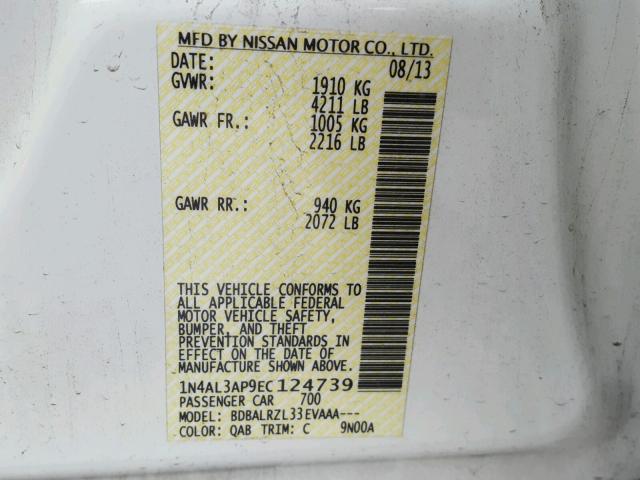 MFD BY NISSAN MOTOR CO., LTD.
DATE: 08/13
GVWR: 1910 KG
4211 LB
GAWR FR.: 1005 KG
2216 LB
GAWR RR.: 940 KG
2072 LB
THIS VEHICLE CONFORMS TO
ALL APPLICABLE FEDERAL
MOTOR VEHICLE SAFETY,
BUMPER, AND THEFT
PREVENTION STANDARDS IN
EFFECT ON THE DATE OF
MANUFACTURE SHOWN ABOVE.
1N4AL3AP9EC124739
PASSENGER CAR 700
MODEL: BDBALRZL33EVAAA---
COLOR: QAB TRIM: C 9N00A